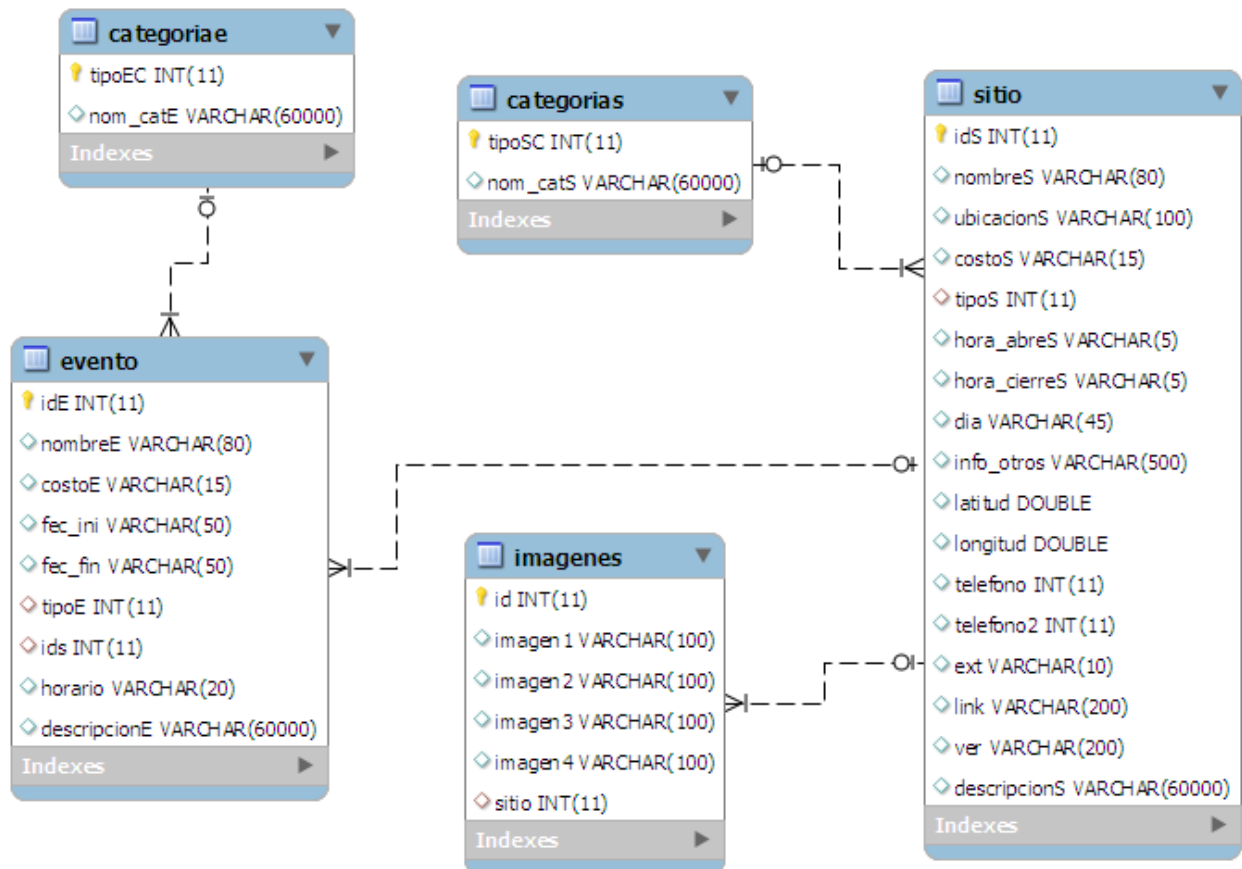 categoriae
tipoEC INT(11)
nom_catE VARCHAR(60000)
Indexes
categorias
tipoSC INT(11)
nom_catS VARCHAR(60000)
Indexes
sitio
idS INT(11)
nombreS VARCHAR(80)
ubicacionS VARCHAR(100)
costoS VARCHAR(15)
tipoS INT(11)
hora_abreS VARCHAR(5)
hora_cierreS VARCHAR(5)
dia VARCHAR(45)
info_otros VARCHAR(500)
latitud DOUBLE
longitud DOUBLE
telefono INT(11)
telefono2 INT(11)
ext VARCHAR(10)
link VARCHAR(200)
ver VARCHAR(200)
descripcionS VARCHAR(60000)
Indexes
evento
idE INT(11)
nombreE VARCHAR(80)
costoE VARCHAR(15)
fec_ini VARCHAR(50)
fec_fin VARCHAR(50)
tipoE INT(11)
ids INT(11)
horario VARCHAR(20)
descripcionE VARCHAR(60000)
Indexes
imagenes
id INT(11)
imagen1 VARCHAR(100)
imagen2 VARCHAR(100)
imagen3 VARCHAR(100)
imagen4 VARCHAR(100)
sitio INT(11)
Indexes